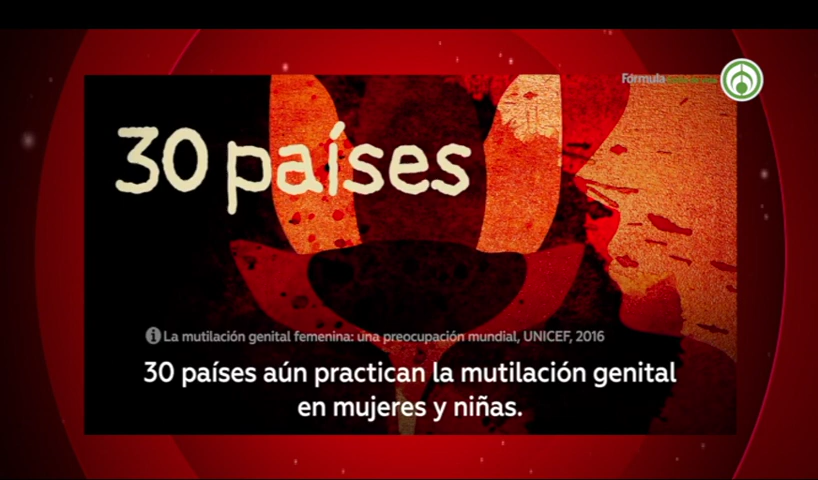 Fórmula
30 países
La mutilación genital femenina: una preocupación mundial, UNICEF, 2016
30 países aún practican la mutilación genital
en mujeres y niñas.